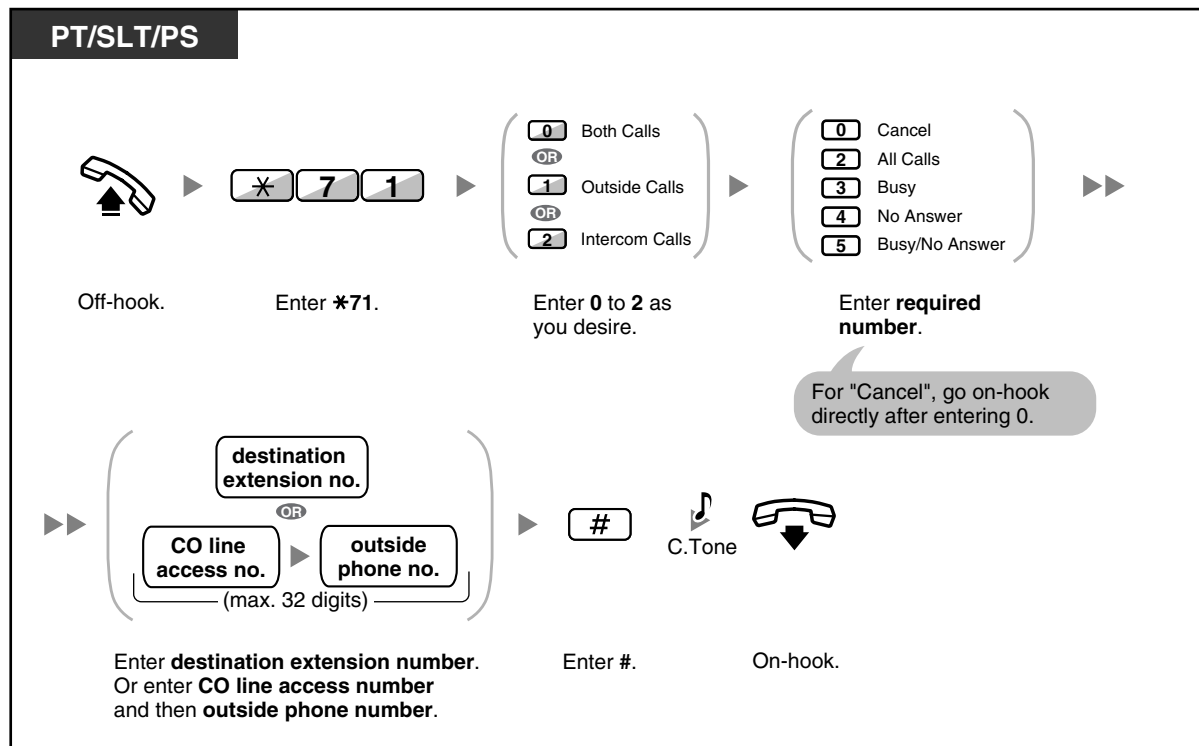 PT/SLT/PS
0 Both Calls
OR
1 Outside Calls
OR
2 Intercom Calls
0 Cancel
2 All Calls
3 Busy
4 No Answer
5 Busy/No Answer
* 7 1
Off-hook.
Enter *71.
Enter 0 to 2 as
you desire.
Enter required
number.
For "Cancel", go on-hook
directly after entering 0.
destination
extension no.
OR
CO line
access no.
outside
phone no.
(max. 32 digits)
#
C.Tone
Enter destination extension number.
Or enter CO line access number
and then outside phone number.
Enter #.
On-hook.